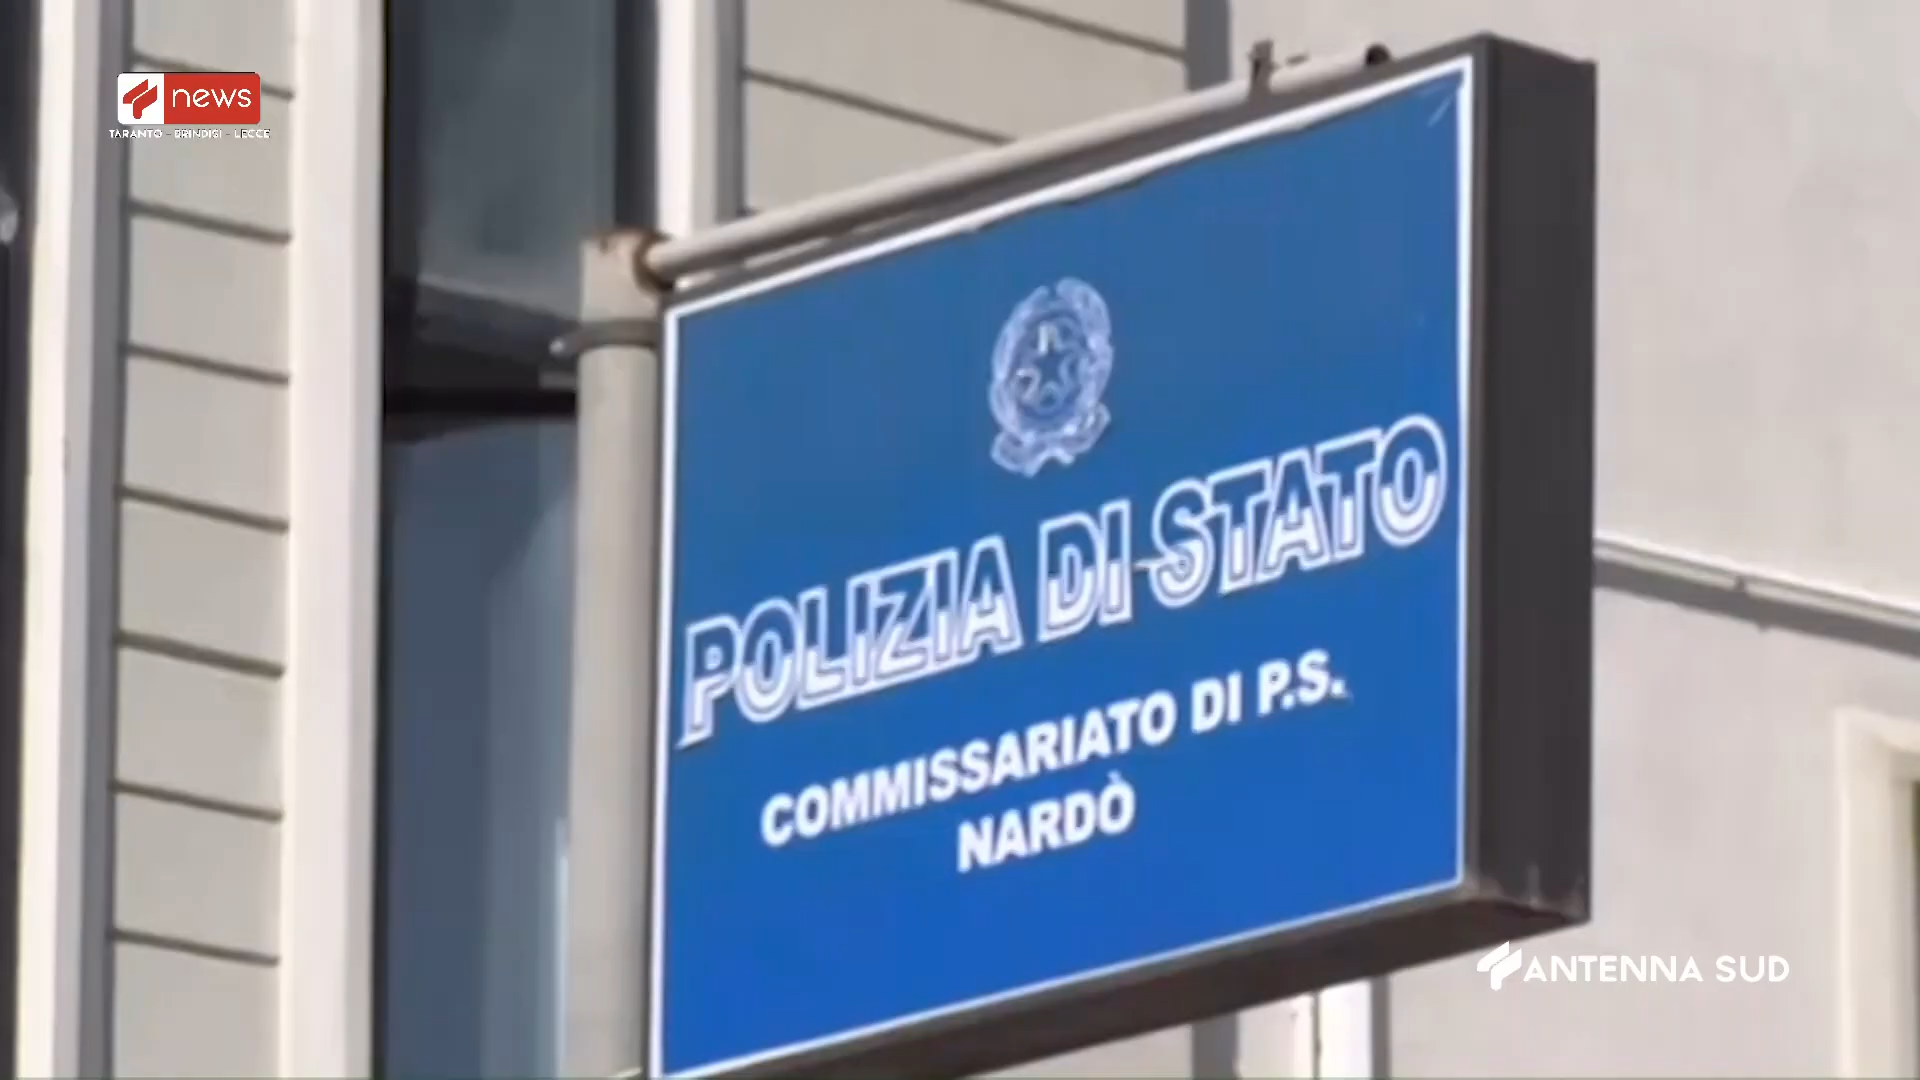 news
TARANTO - BRINDISI - LECCE
POLIZIA DI STATO
COMMISSARIATO DI P.S.
NARDÒ
ANTENNA SUD